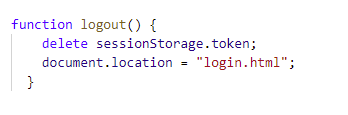 function logout() {
    delete sessionStorage.token;
    document.location = "login.html";
  }